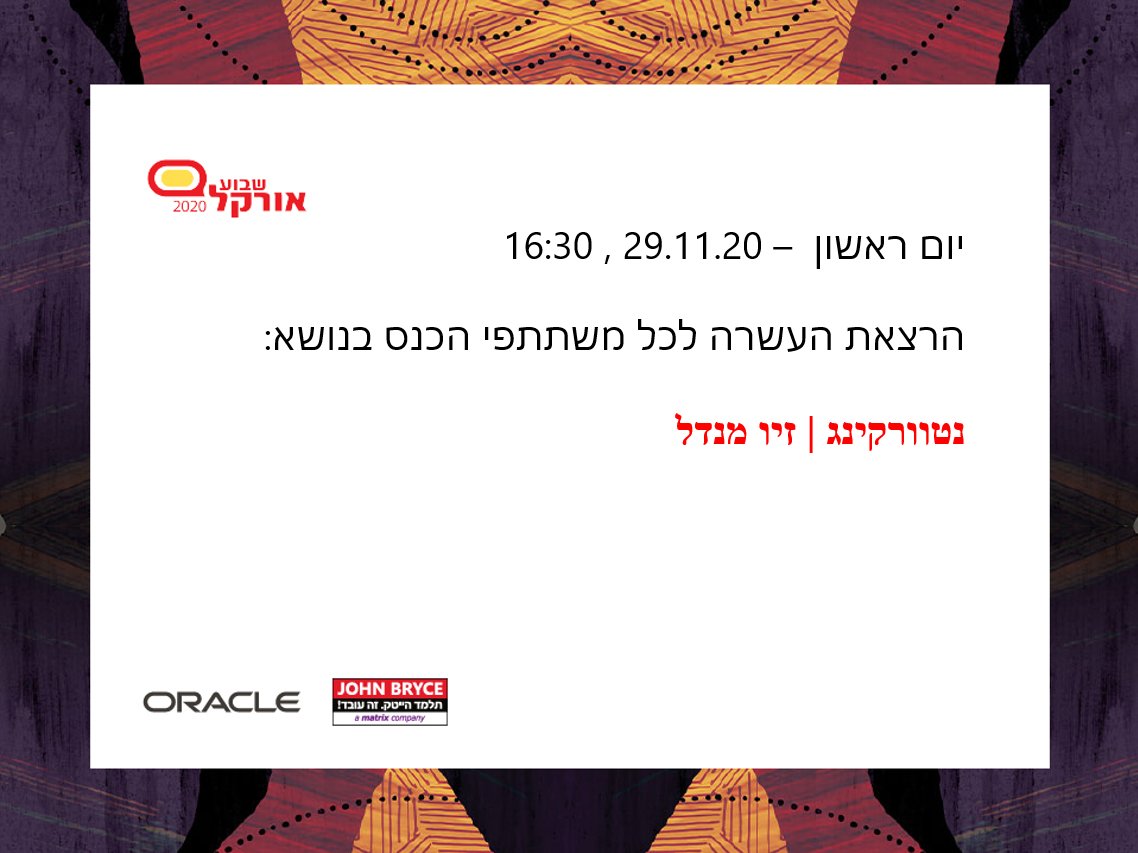 שבוע
אורקל
2020
יום ראשון – 29.11.20 , 16:30
הרצאת העשרה לכל משתתפי הכנס בנושא:
נטוורקינג | זיו מנדל
ORACLE
JOHN BRYCE
תלמד הייטק. זה עובד!
a matrix company